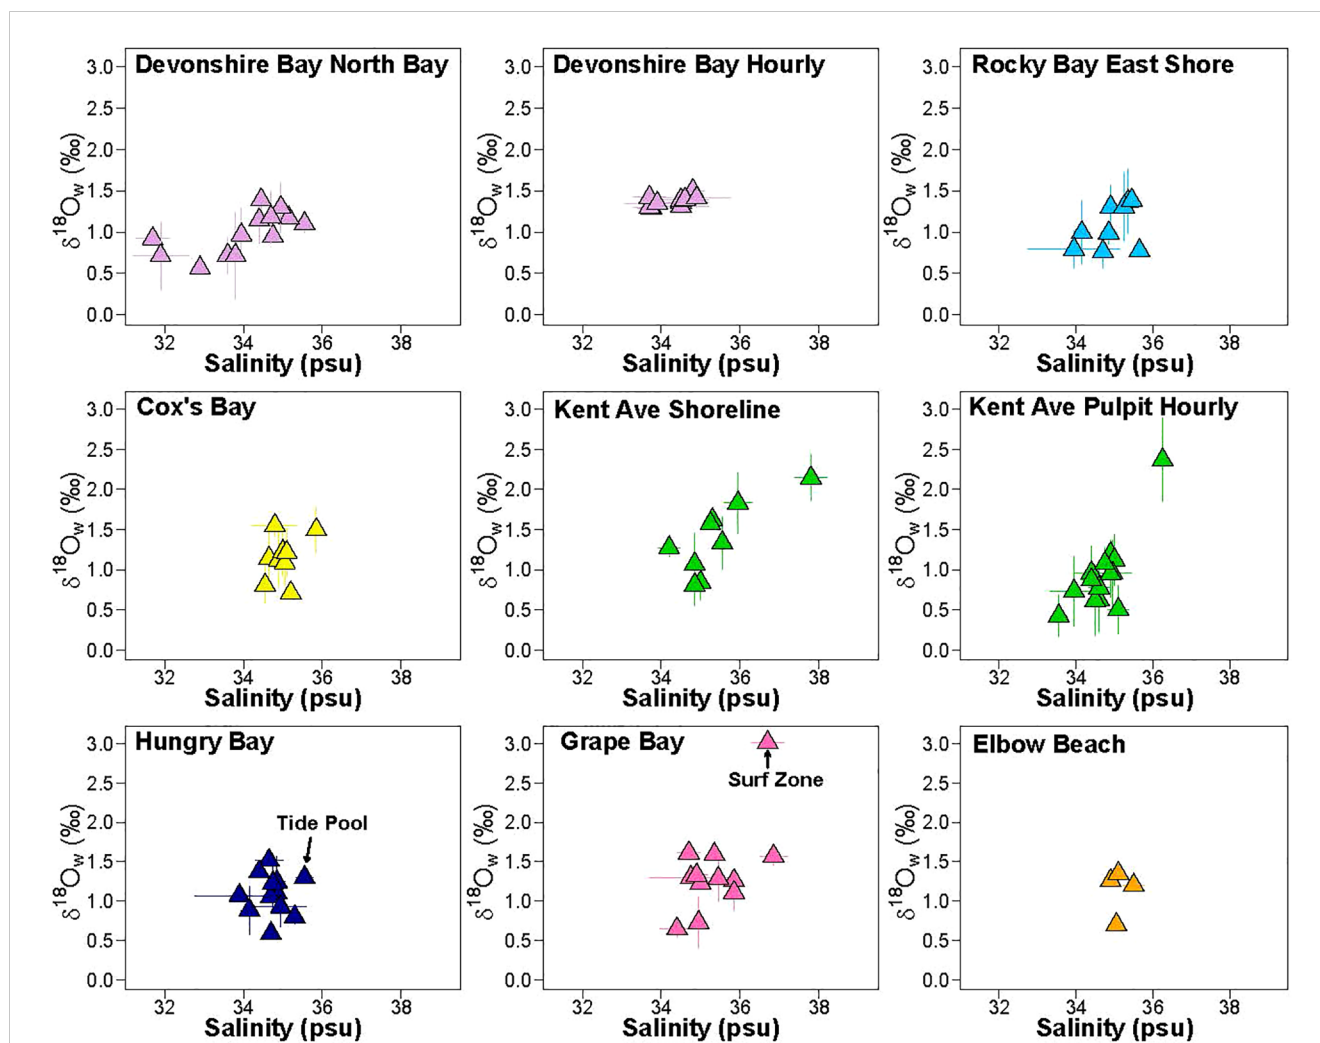 Devonshire Bay North Bay
3.0
2.5
2.0
1.5
1.0
0.5
0.0
δ18Ow (‰)
32 34 36 38
Salinity (psu)
Devonshire Bay Hourly
3.0
2.5
2.0
1.5
1.0
0.5
0.0
δ18Ow (‰)
32 34 36 38
Salinity (psu)
Rocky Bay East Shore
3.0
2.5
2.0
1.5
1.0
0.5
0.0
δ18Ow (‰)
32 34 36 38
Salinity (psu)
Cox's Bay
3.0
2.5
2.0
1.5
1.0
0.5
0.0
δ18Ow (‰)
32 34 36 38
Salinity (psu)
Kent Ave Shoreline
3.0
2.5
2.0
1.5
1.0
0.5
0.0
δ18Ow (‰)
32 34 36 38
Salinity (psu)
Kent Ave Pulpit Hourly
3.0
2.5
2.0
1.5
1.0
0.5
0.0
δ18Ow (‰)
32 34 36 38
Salinity (psu)
Hungry Bay
3.0
2.5
2.0
1.5
1.0
0.5
0.0
δ18Ow (‰)
Tide Pool
32 34 36 38
Salinity (psu)
Grape Bay
3.0
2.5
2.0
1.5
1.0
0.5
0.0
δ18Ow (‰)
Surf Zone
32 34 36 38
Salinity (psu)
Elbow Beach
3.0
2.5
2.0
1.5
1.0
0.5
0.0
δ18Ow (‰)
32 34 36 38
Salinity (psu)